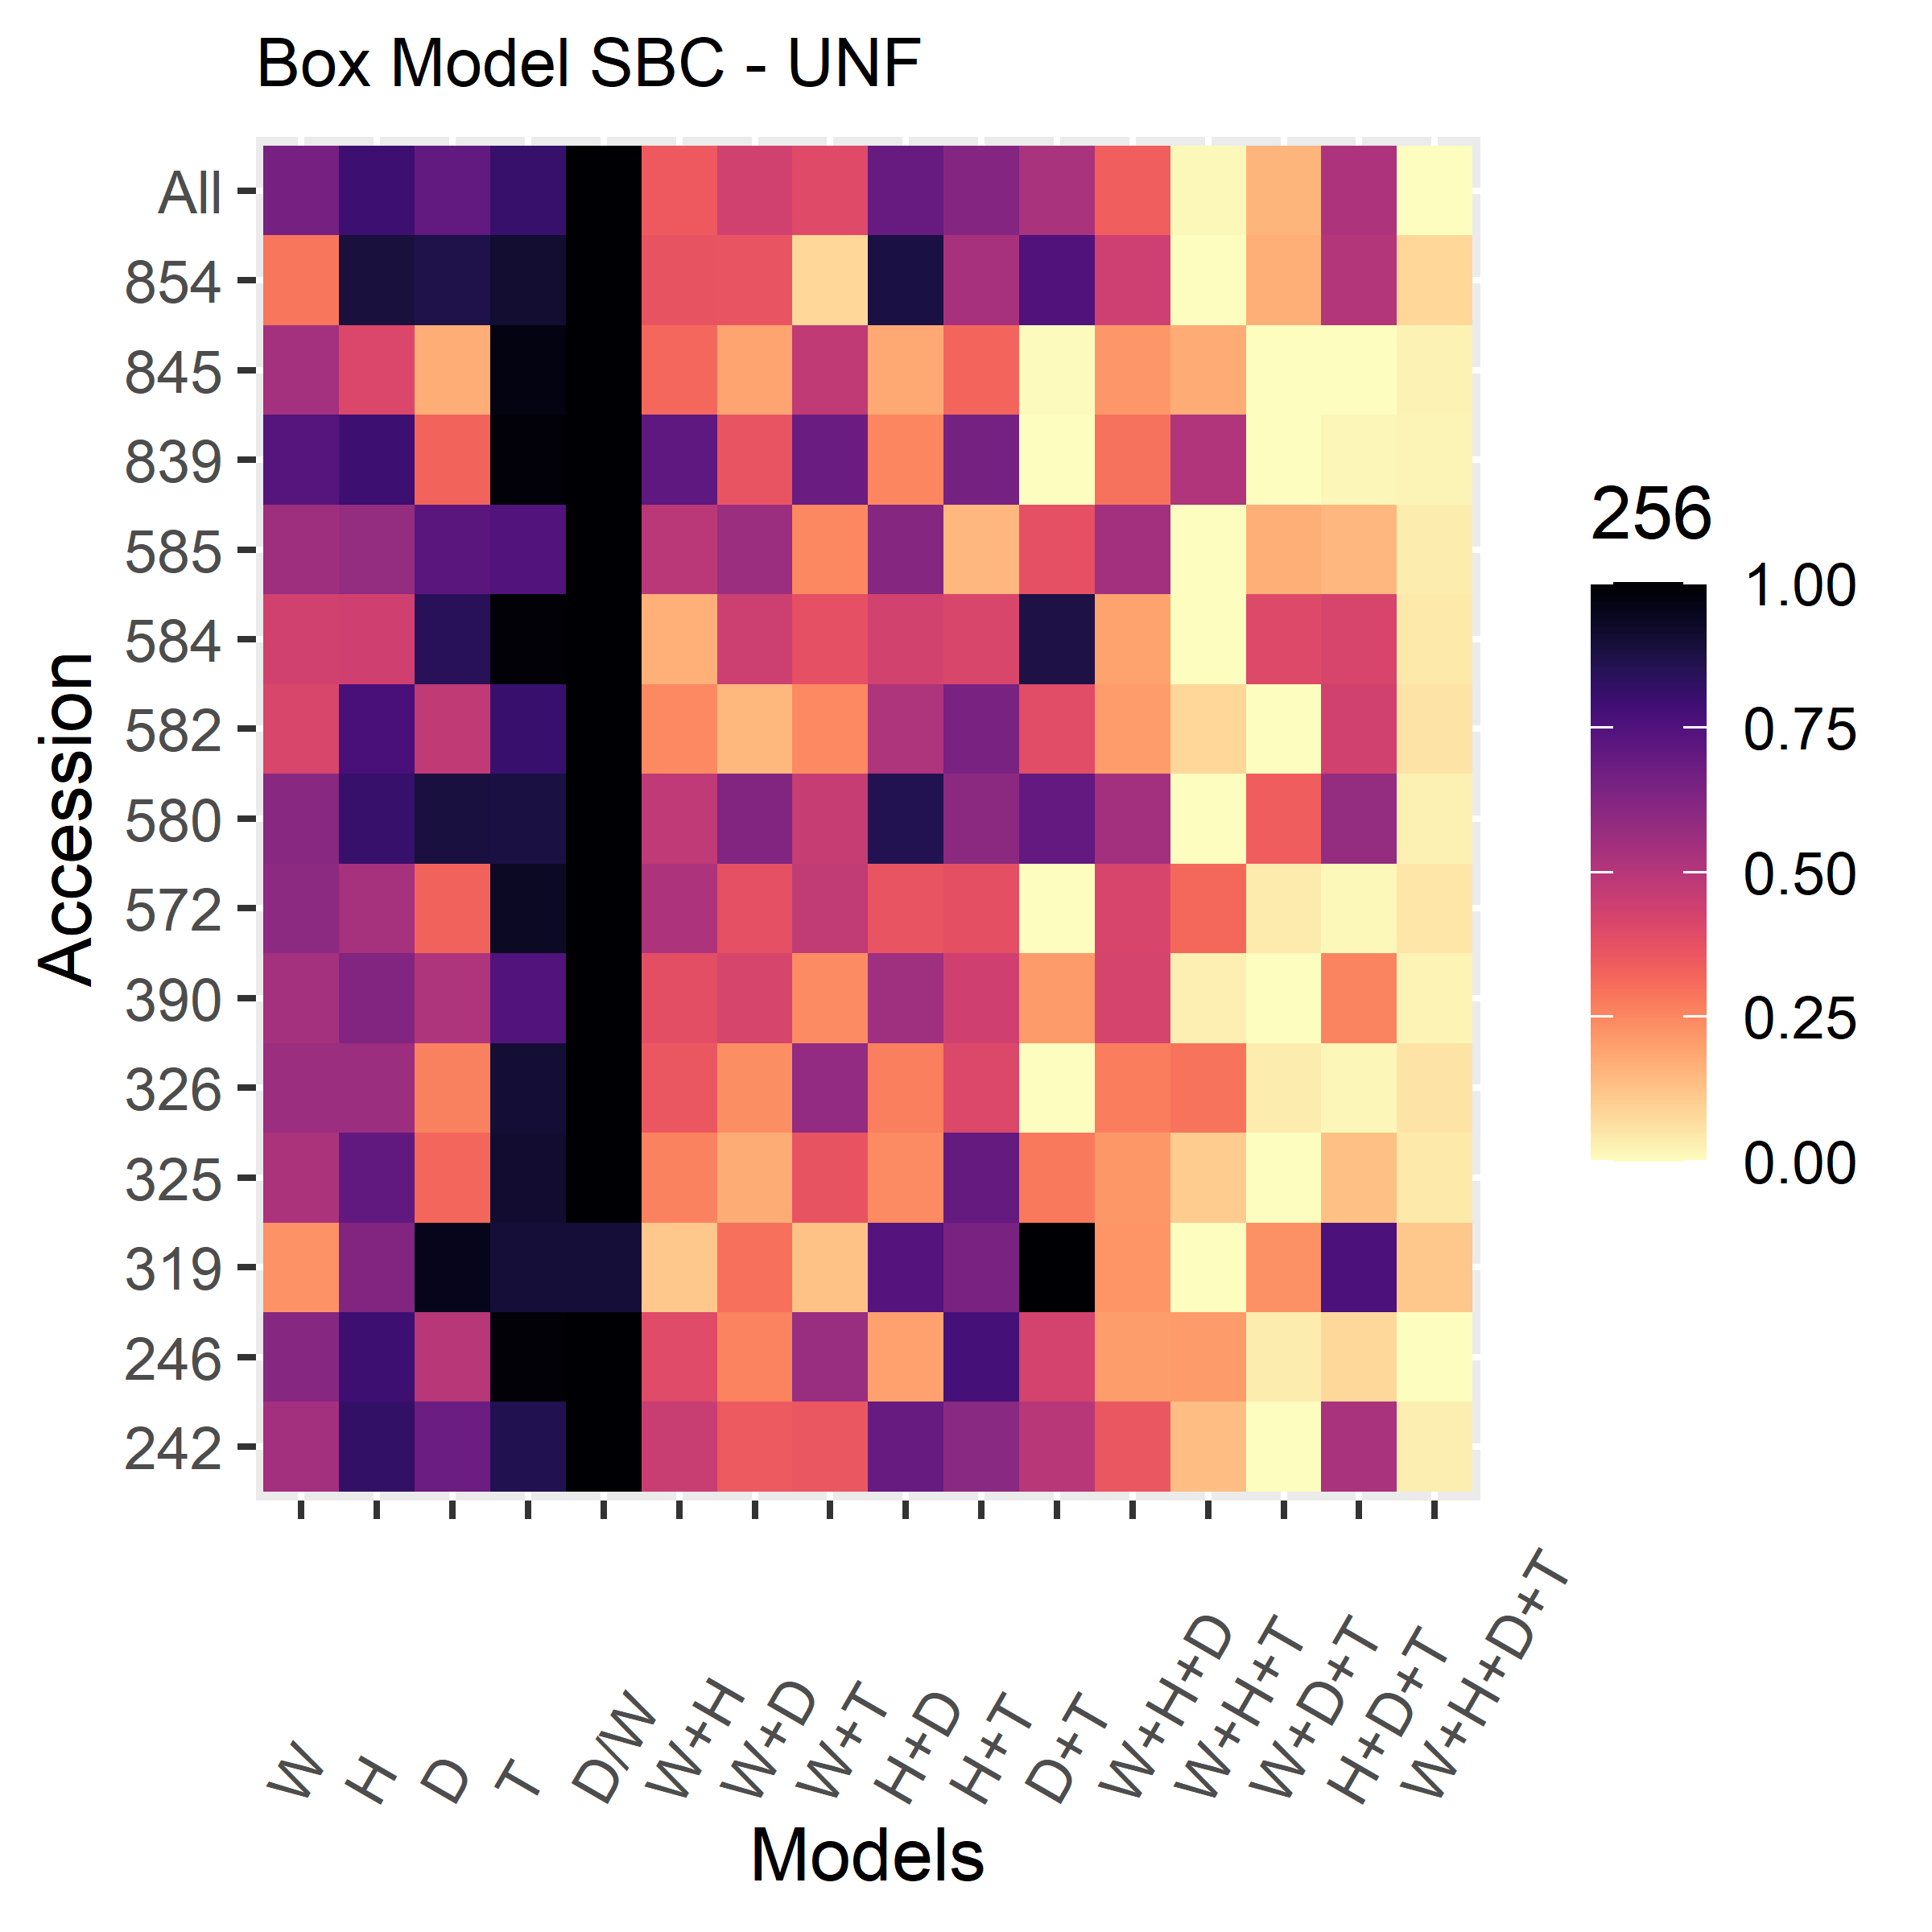 Box Model SBC - UNF
Accession
All
854
845
839
585
584
582
580
572
390
326
325
319
246
242
W
H
D
T
D/W
W+H
W+D
W+T
H+D
H+T
D+T
W+H+D
W+H+T
W+D+T
H+D+T
W+H+D+T
Models
256
1.00
0.75
0.50
0.25
0.00